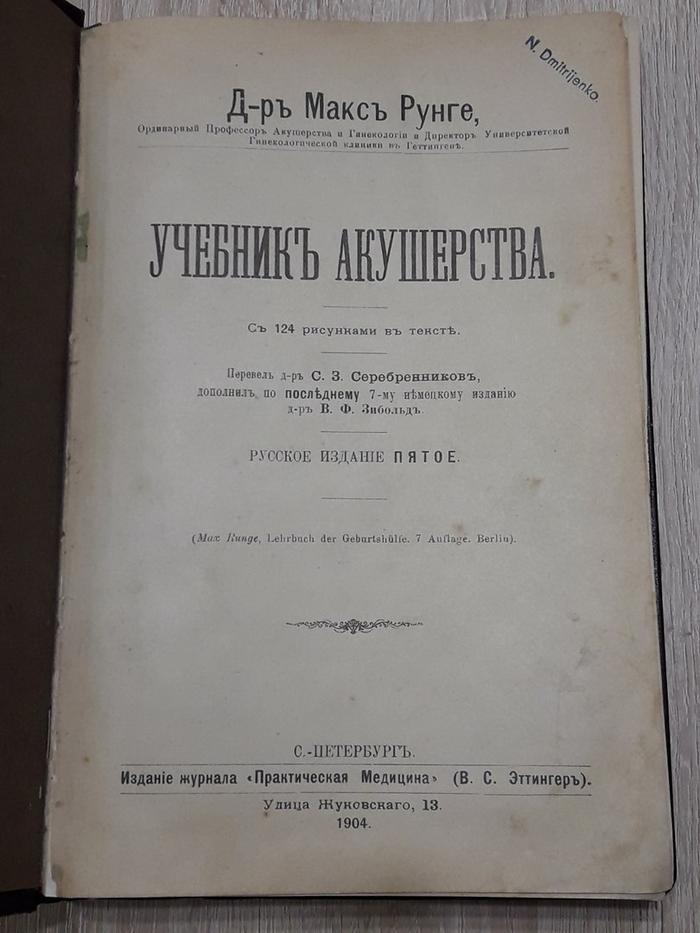 N. Dmitrijenko.
Д-ръ Максъ Рунге,
Ординарный Профессоръ Акушерства и Гинекологіи и Директоръ Университетской
Гинекологической клиники въ Геттингенѣ.
УЧЕБНИКЪ АКУШЕРСТВА.
Съ 124 рисунками въ текстѣ.
Перевелъ д-ръ С. З. Серебренниковъ,
дополнилъ по послѣднему 7-му нѣмецкому изданію
д-ръ В. Ф. Зибольдъ.
РУССКОЕ ИЗДАНІЕ ПЯТОЕ.
(Max Runge, Lehrbuch der Geburtshülfe. 7 Auflage. Berlin).
С.-ПЕТЕРБУРГЪ.
Изданіе журнала «Практическая Медицина» (В. С. Эттингеръ).
Улица Жуковскаго, 13.
1904.